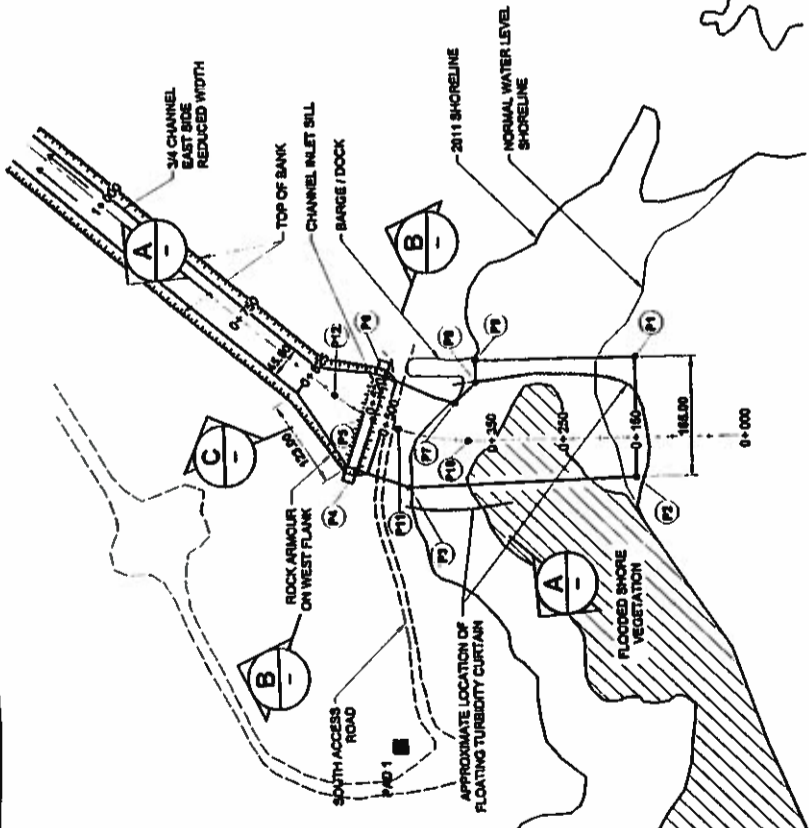 3/4 CHANNEL
EAST SIDE
REDUCED WIDTH
TOP OF BANK
CHANNEL INLET SILL
BARGE / DOCK
2011 SHORELINE
NORMAL WATER LEVEL
SHORELINE
A
-
B
-
C
-
P12
P5
P4
P11
P8
P9
P7
P10
P3
P1
P2
0+350
0+250
0+150
0+000
165.00
ROCK ARMOUR
ON WEST FLANK
B
-
SOUTH ACCESS
ROAD
PAD 1
APPROXIMATE LOCATION OF
FLOATING TURBIDITY CURTAIN
A
-
FLOODED SHORE
VEGETATION